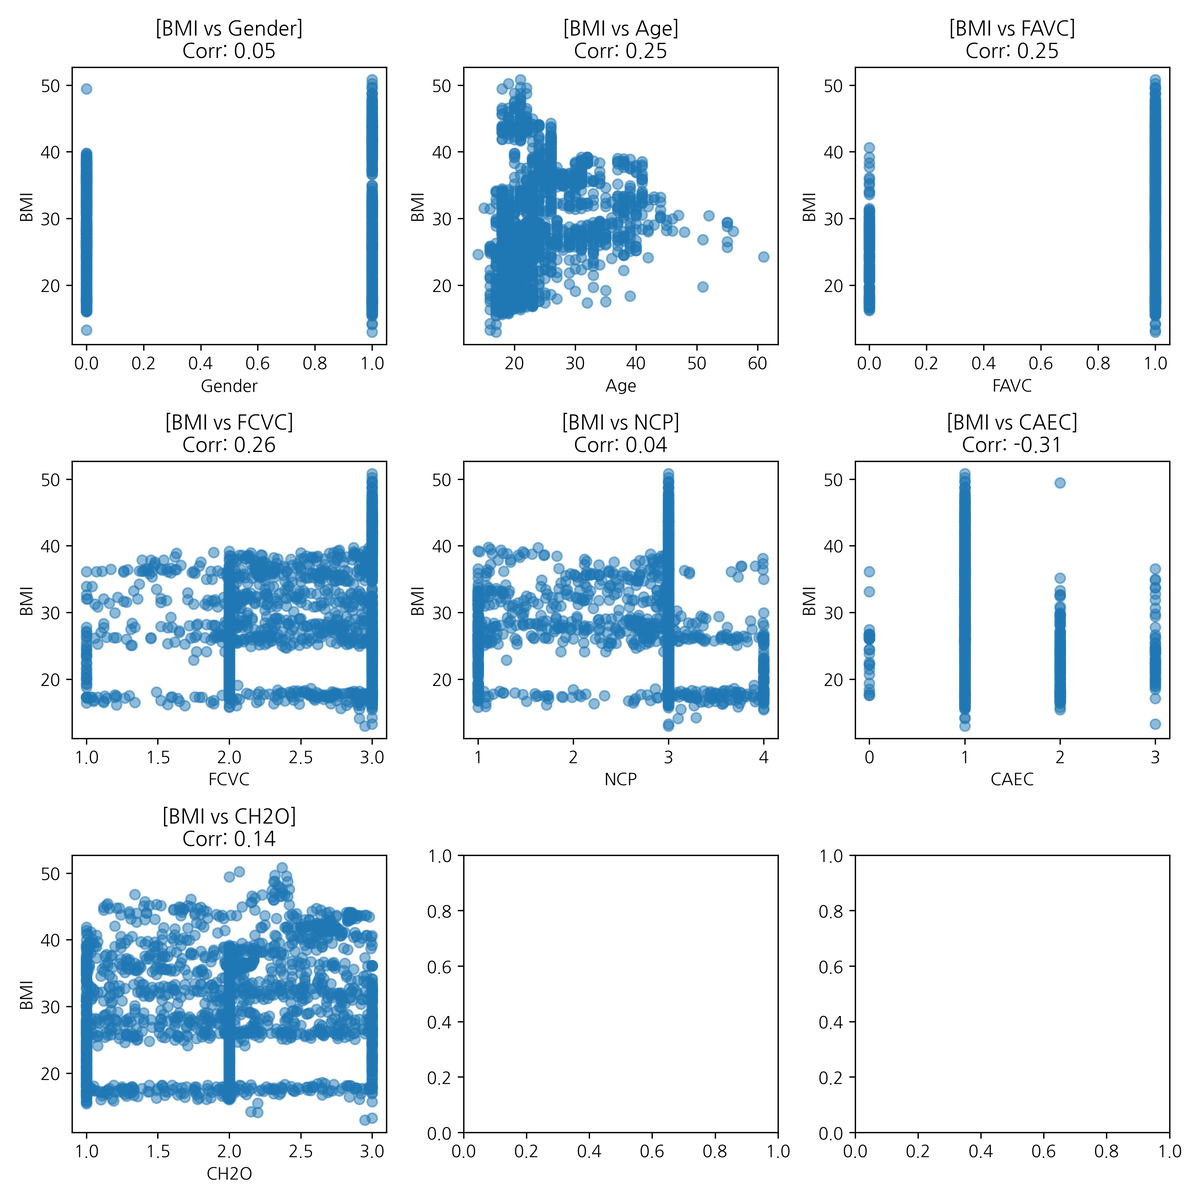 [BMI vs Gender]
Corr: 0.05
BMI
50
40
30
20
0.0 0.2 0.4 0.6 0.8 1.0
Gender
[BMI vs Age]
Corr: 0.25
BMI
50
40
30
20
20 30 40 50 60
Age
[BMI vs FAVC]
Corr: 0.25
BMI
50
40
30
20
0.0 0.2 0.4 0.6 0.8 1.0
FAVC
[BMI vs FCVC]
Corr: 0.26
BMI
50
40
30
20
1.0 1.5 2.0 2.5 3.0
FCVC
[BMI vs NCP]
Corr: 0.04
BMI
50
40
30
20
1 2 3 4
NCP
[BMI vs CAEC]
Corr: -0.31
BMI
50
40
30
20
0 1 2 3
CAEC
[BMI vs CH2O]
Corr: 0.14
BMI
50
40
30
20
1.0 1.5 2.0 2.5 3.0
CH2O
1.0
0.8
0.6
0.4
0.2
0.0
0.0 0.2 0.4 0.6 0.8 1.0
1.0
0.8
0.6
0.4
0.2
0.0
0.0 0.2 0.4 0.6 0.8 1.0